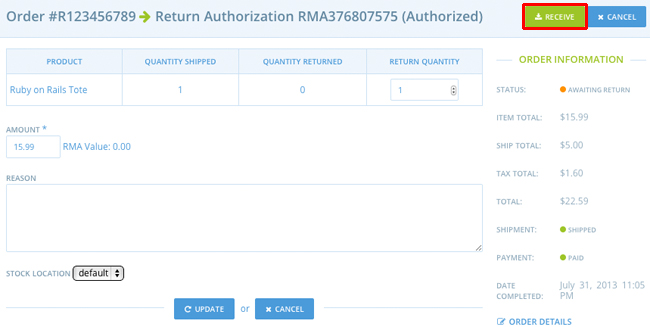 Order #R123456789 Return Authorization RMA376807575 (Authorized)
RECEIVE
CANCEL
PRODUCT QUANTITY SHIPPED QUANTITY RETURNED RETURN QUANTITY
Ruby on Rails Tote 1 0 1
AMOUNT *
15.99 RMA Value: 0.00
REASON
STOCK LOCATION default
UPDATE or CANCEL
ORDER INFORMATION
STATUS: AWAITING RETURN
ITEM TOTAL: $15.99
SHIP TOTAL: $5.00
TAX TOTAL: $1.60
TOTAL: $22.59
SHIPMENT: SHIPPED
PAYMENT: PAID
DATE July 31, 2013 11:05
COMPLETED: PM
ORDER DETAILS